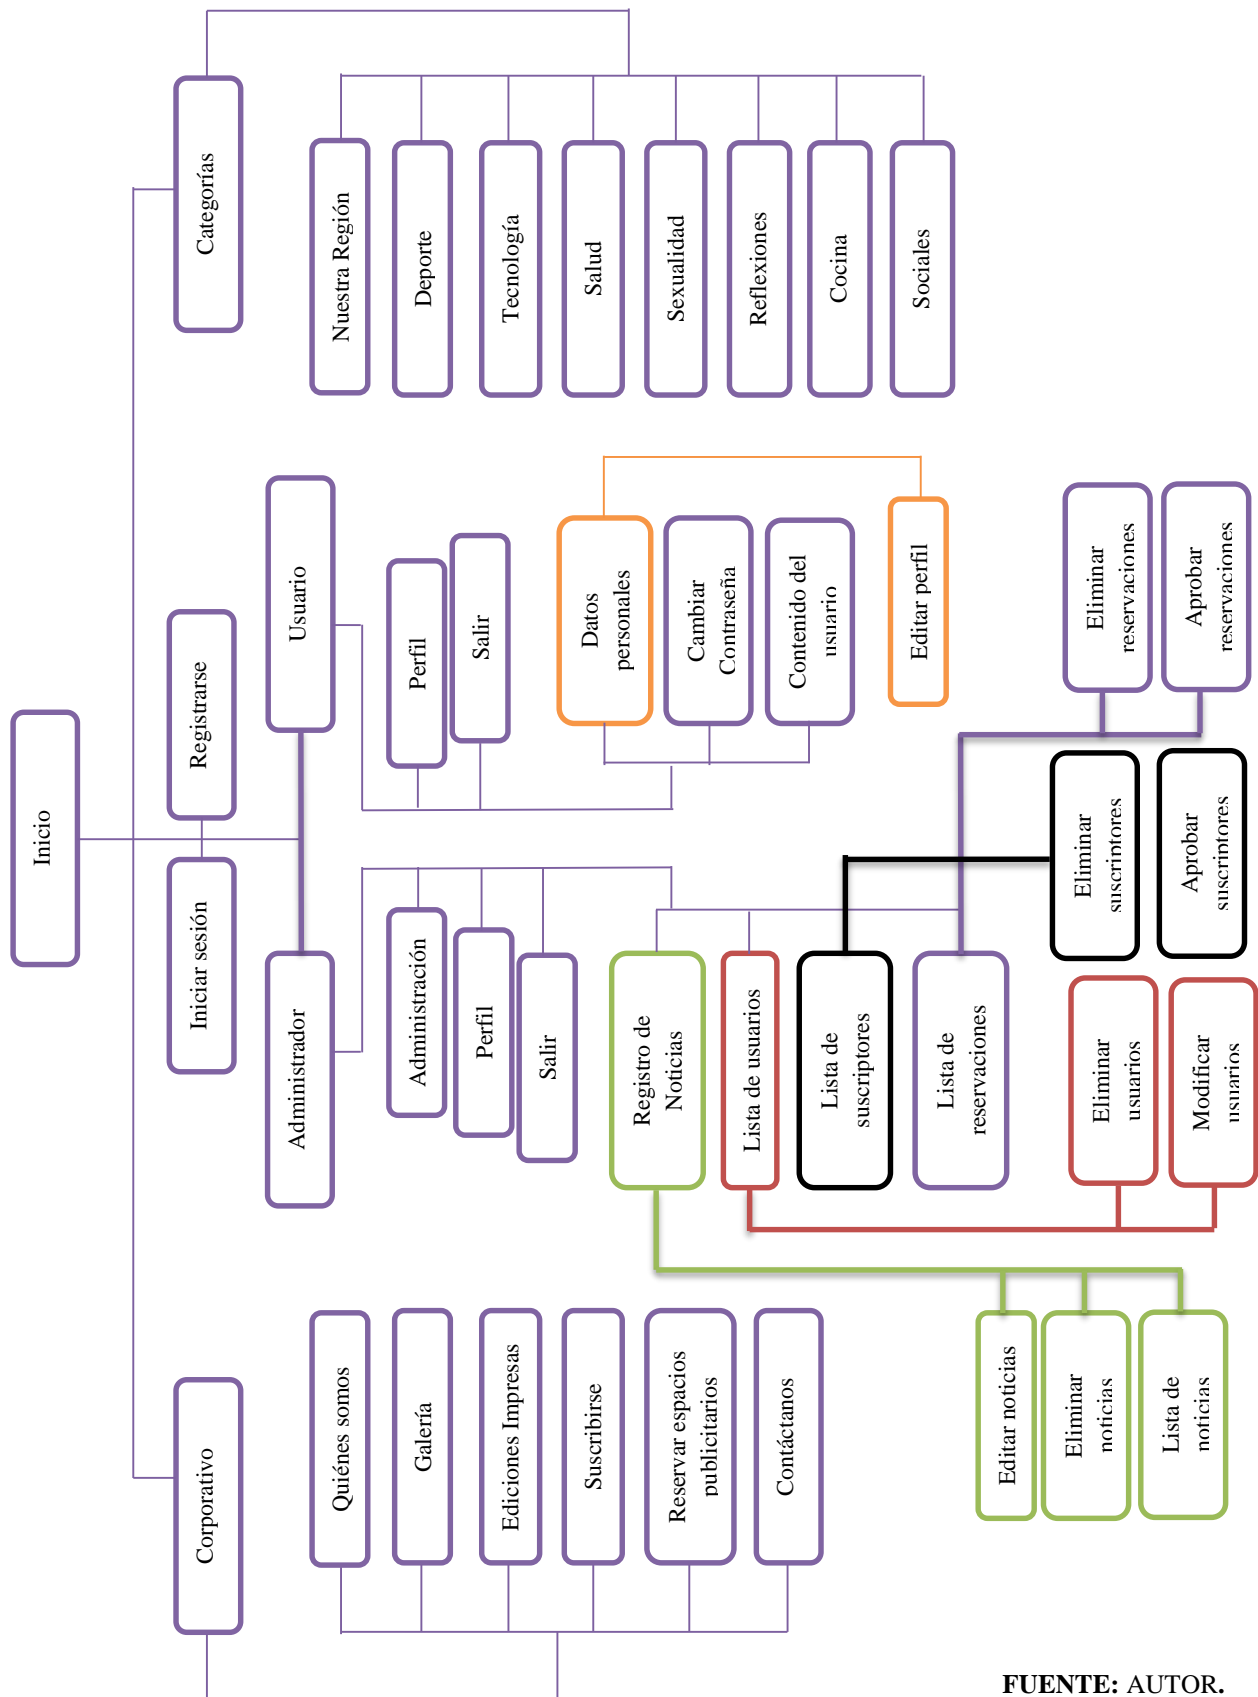 Inicio
Iniciar sesión
Registrarse
Corporativo
Categorías
Administrador
Usuario
Quiénes somos
Galería
Ediciones Impresas
Suscribirse
Reservar espacios
publicitarios
Contáctanos
Administración
Perfil
Salir
Perfil
Salir
Nuestra Región
Deporte
Tecnología
Salud
Sexualidad
Reflexiones
Cocina
Sociales
Registro de
Noticias
Lista de usuarios
Lista de
suscriptores
Lista de
reservaciones
Datos
personales
Cambiar
Contraseña
Contenido del
usuario
Editar perfil
Editar noticias
Eliminar
noticias
Lista de
noticias
Eliminar
usuarios
Modificar
usuarios
Eliminar
suscriptores
Aprobar
suscriptores
Eliminar
reservaciones
Aprobar
reservaciones
FUENTE: AUTOR.